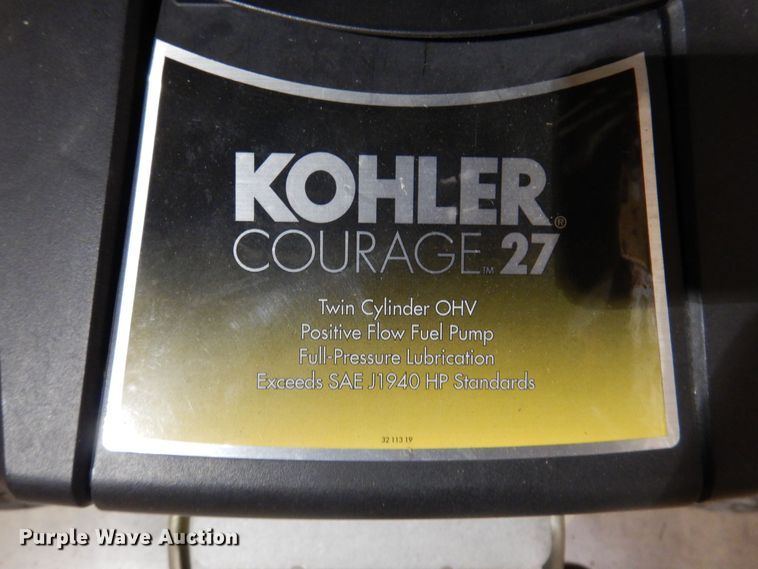 KOHLER®
COURAGE™ 27
Twin Cylinder OHV
Positive Flow Fuel Pump
Full-Pressure Lubrication
Exceeds SAE J1940 HP Standards
32 113 19
Purple Wave Auction